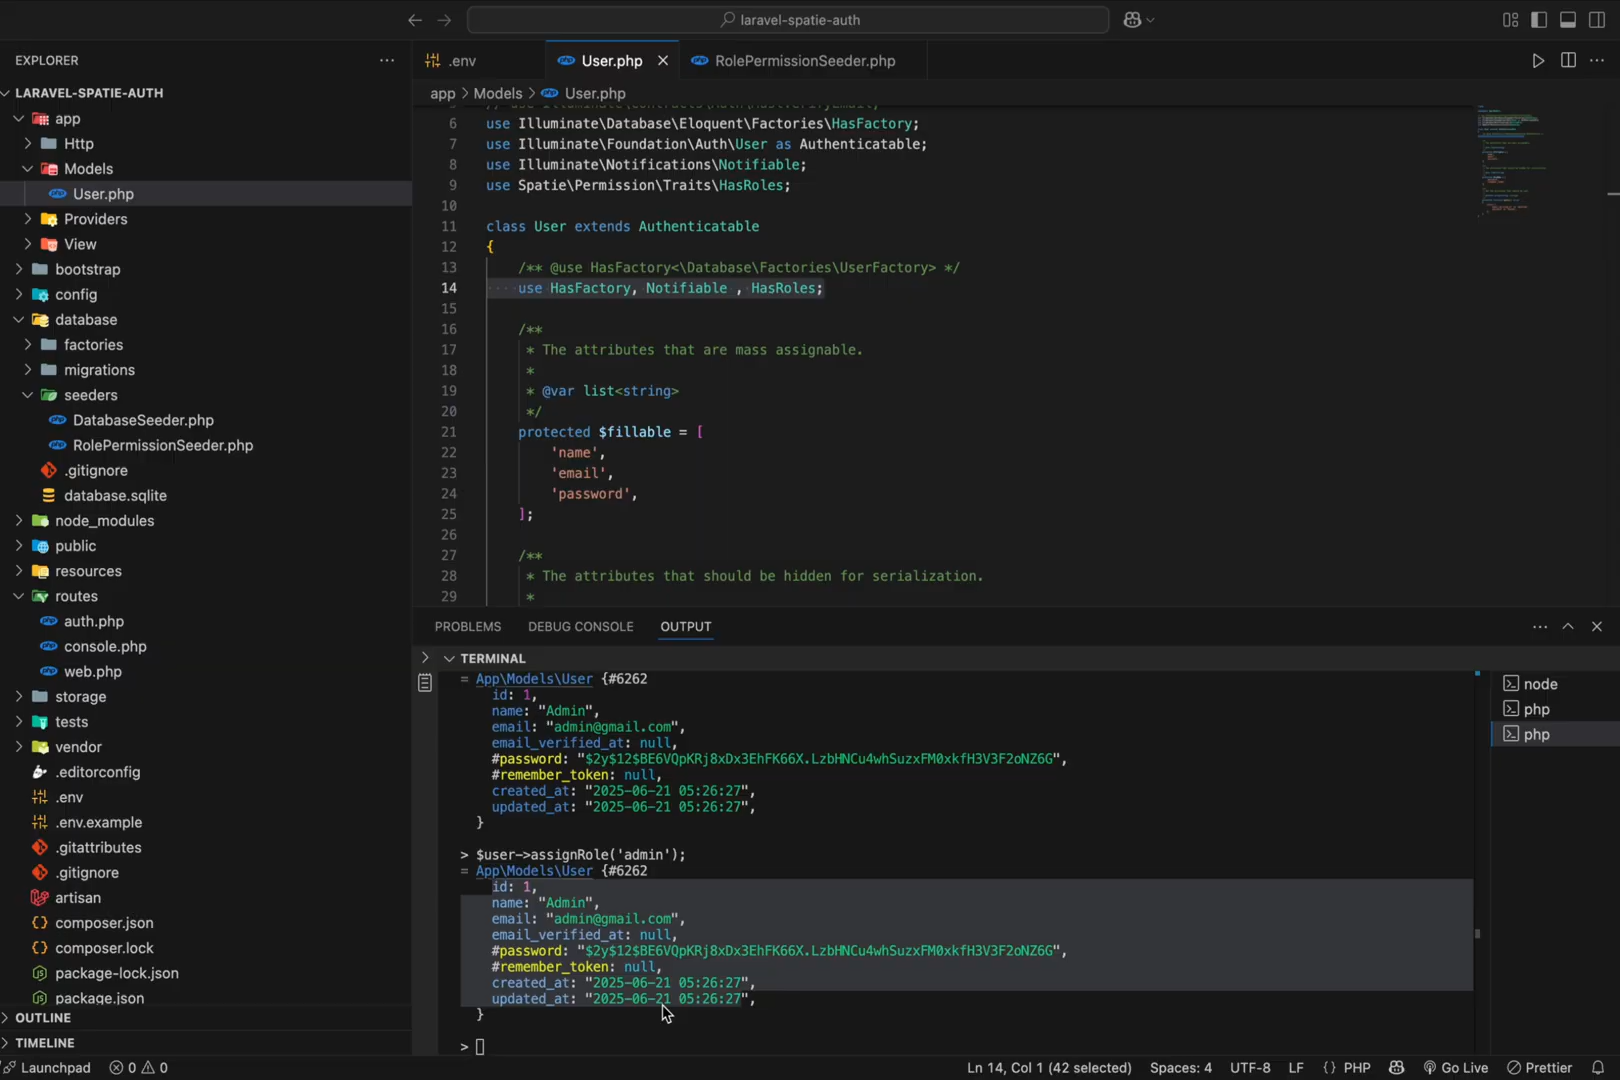 laravel-spatie-auth
EXPLORER
.env
User.php
RolePermissionSeeder.php
LARAVEL-SPATIE-AUTH
app
Http
Models
User.php
Providers
View
bootstrap
config
database
factories
migrations
seeders
DatabaseSeeder.php
RolePermissionSeeder.php
.gitignore
database.sqlite
node_modules
public
resources
routes
auth.php
console.php
web.php
storage
tests
vendor
.editorconfig
.env
.env.example
.gitattributes
.gitignore
artisan
composer.json
composer.lock
package-lock.json
package.json
OUTLINE
TIMELINE
app > Models > User.php
6 use Illuminate\Database\Eloquent\Factories\HasFactory;
7 use Illuminate\Foundation\Auth\User as Authenticatable;
8 use Illuminate\Notifications\Notifiable;
9 use Spatie\Permission\Traits\HasRoles;
10
11 class User extends Authenticatable
12 {
13 /** @use HasFactory<\Database\Factories\UserFactory> */
14 use HasFactory, Notifiable , HasRoles;
15
16 /**
17 * The attributes that are mass assignable.
18 *
19 * @var list<string>
20 */
21 protected $fillable = [
22 'name',
23 'email',
24 'password',
25 ];
26
27 /**
28 * The attributes that should be hidden for serialization.
29 *
PROBLEMS DEBUG CONSOLE OUTPUT
TERMINAL
= App\Models\User {#6262
id: 1,
name: "Admin",
email: "admin@gmail.com",
email_verified_at: null,
#password: "$2y$12$BE6VQpKRj8xDx3EhFK66X.LzbHNCu4whSuzxFM0xkfH3V3F2oNZ6G",
#remember_token: null,
created_at: "2025-06-21 05:26:27",
updated_at: "2025-06-21 05:26:27",
}
> $user->assignRole('admin');
= App\Models\User {#6262
id: 1,
name: "Admin",
email: "admin@gmail.com",
email_verified_at: null,
#password: "$2y$12$BE6VQpKRj8xDx3EhFK66X.LzbHNCu4whSuzxFM0xkfH3V3F2oNZ6G",
#remember_token: null,
created_at: "2025-06-21 05:26:27",
updated_at: "2025-06-21 05:26:27",
}
>
node
php
php
Launchpad 0 0 Ln 14, Col 1 (42 selected) Spaces: 4 UTF-8 LF {} PHP Go Live Prettier